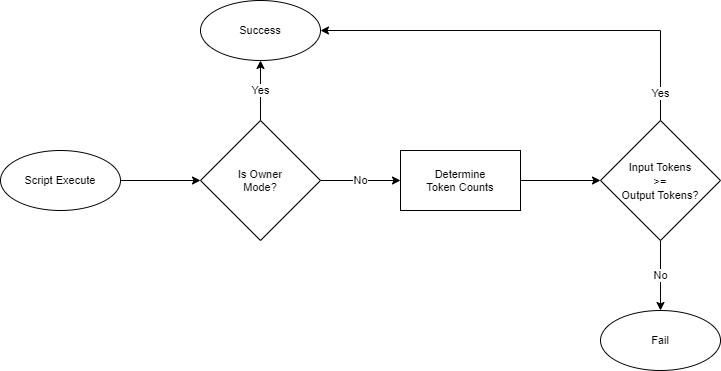 Success
Yes
Yes
Script Execute
Is Owner
Mode?
No
Determine
Token Counts
Input Tokens
>=
Output Tokens?
No
Fail